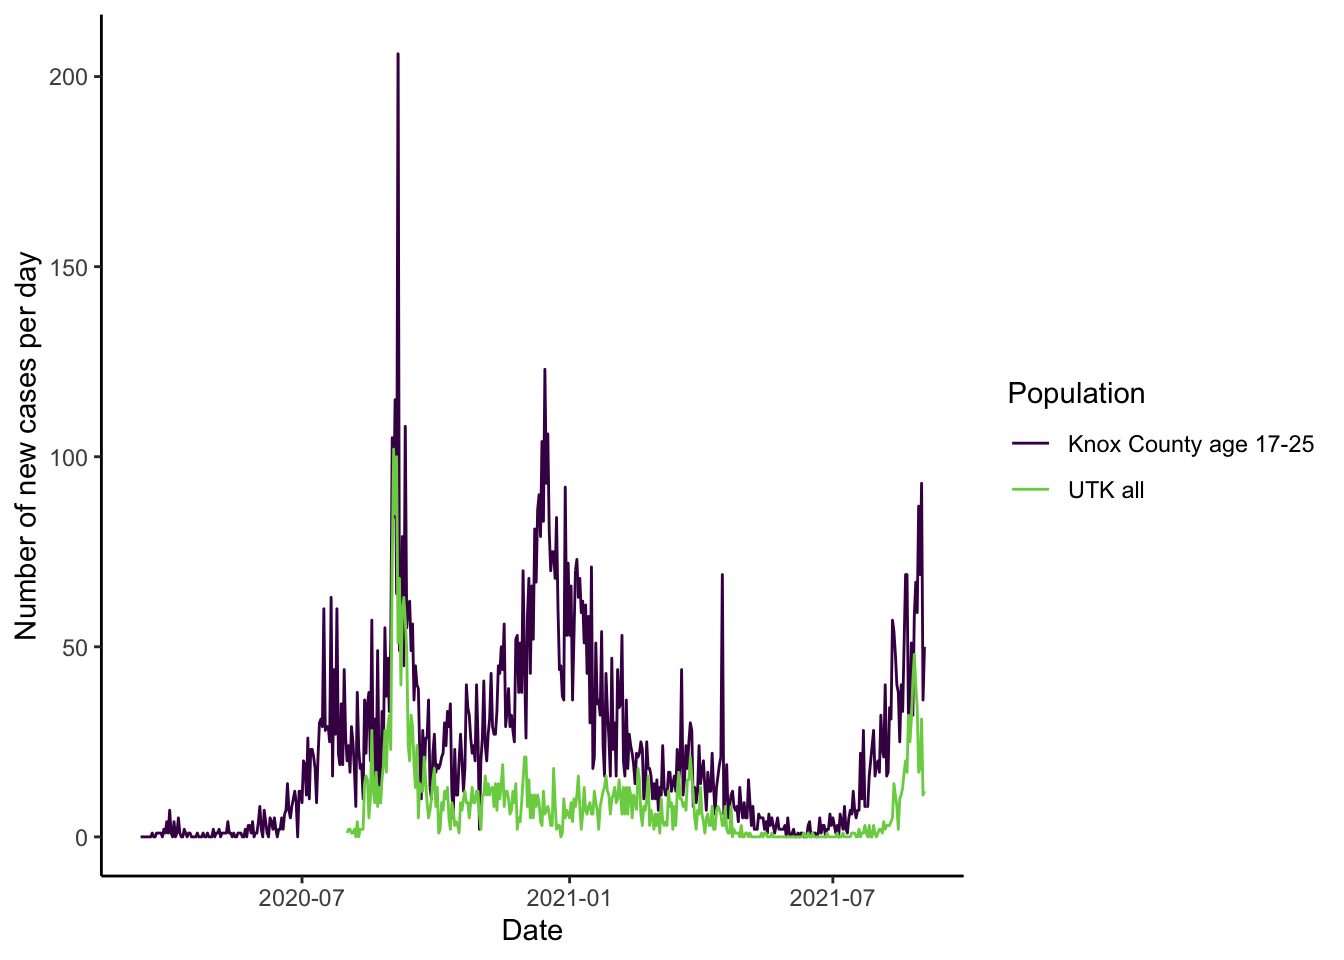 Number of new cases per day
200
150
100
50
0
2020-07
2021-01
2021-07
Date
Population
Knox County age 17-25
UTK all